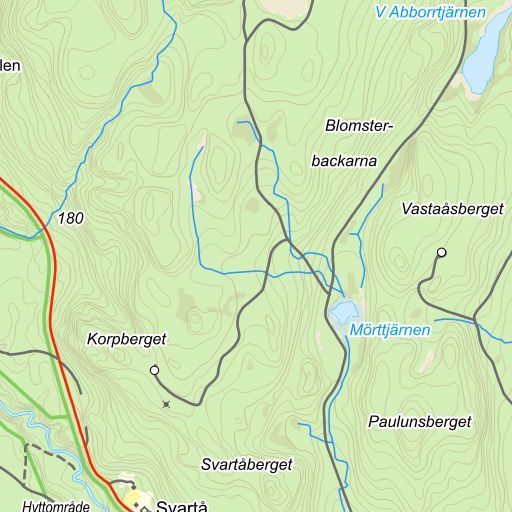 V Abborrtjärnen
len
Blomster-
backarna
180
Vastaåsberget
Mörttjärnen
Korpberget
Paulunsberget
Svartåberget
Hyttområde
Svartå